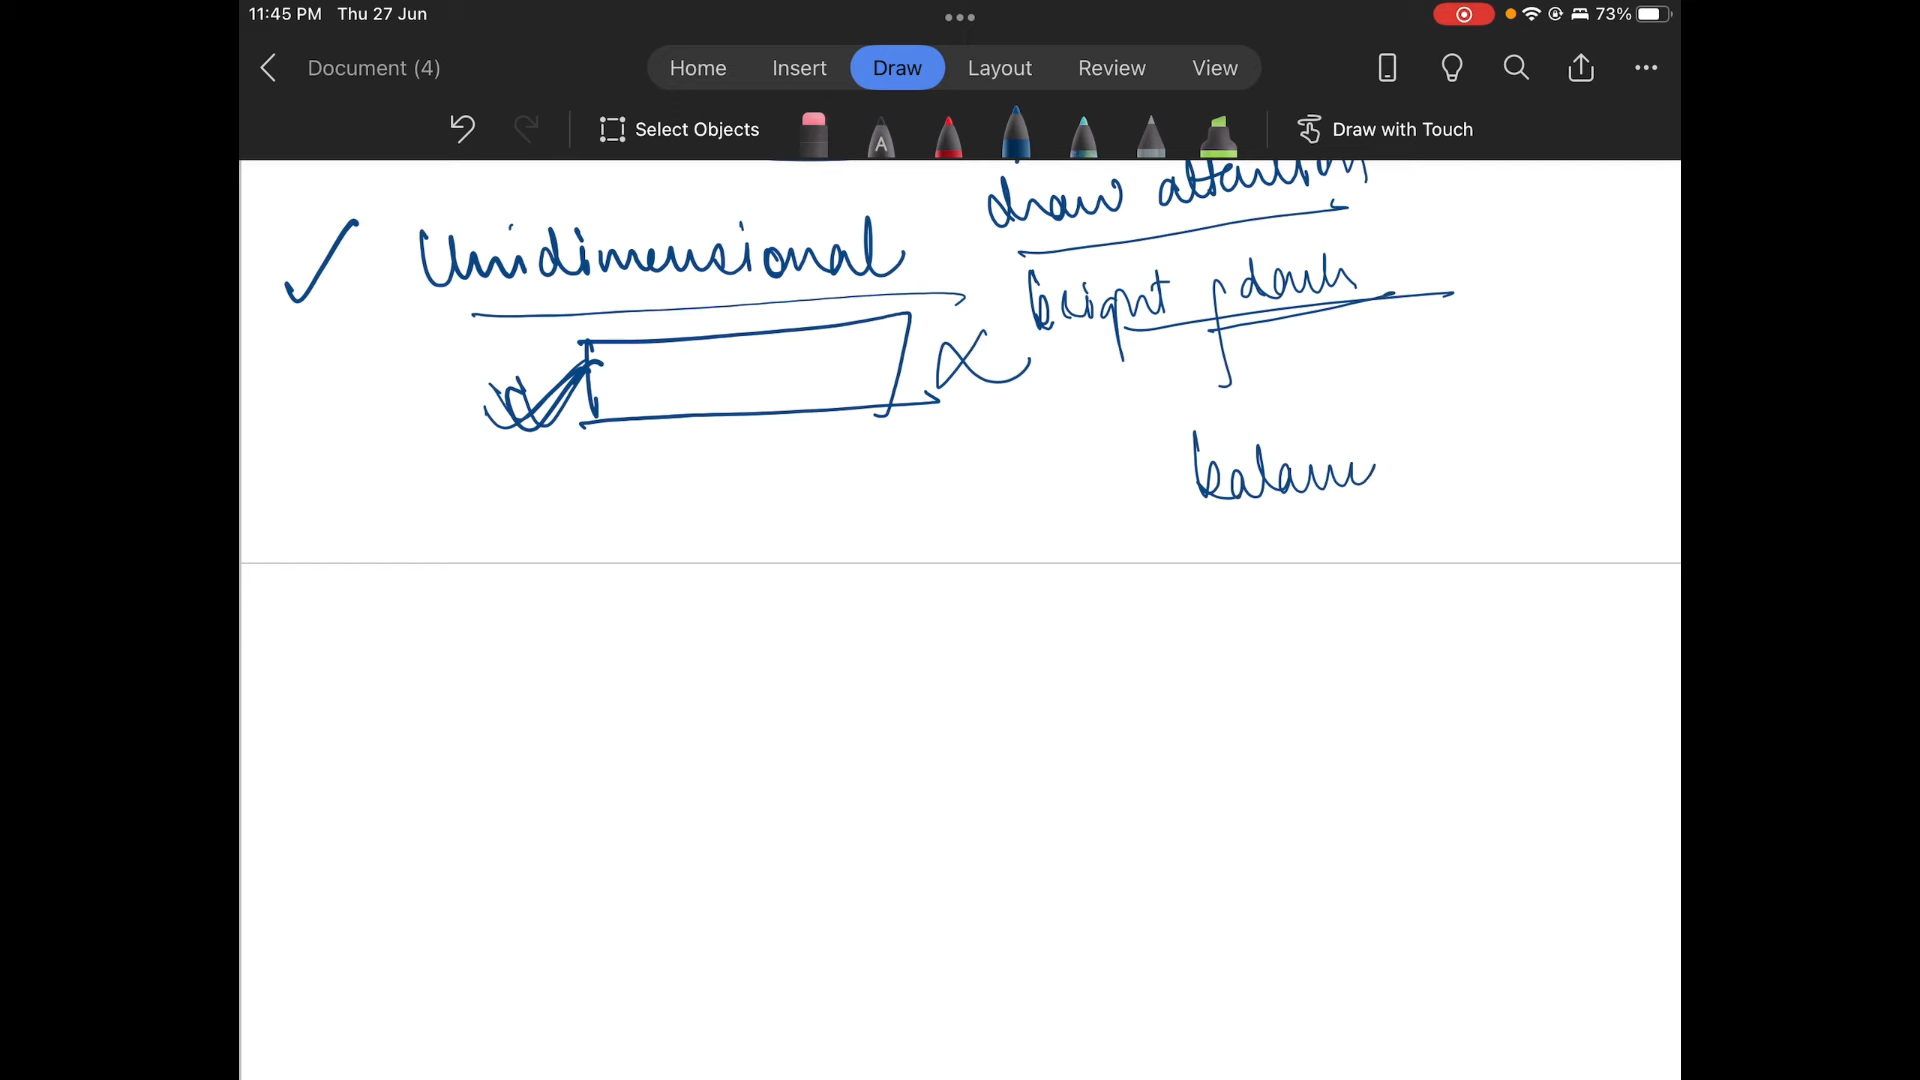 11:45 PM Thu 27 Jun
73%
Document (4)
Home Insert Draw Layout Review View
Select Objects
A
Draw with Touch
draw attention
Unidimensional
bright dark